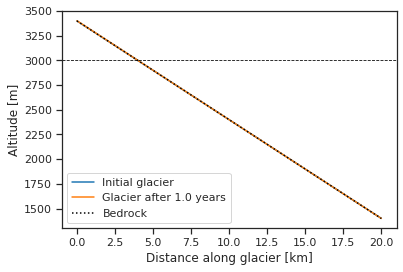 3500
3250
3000
2750
2500
2250
2000
1750
1500
Altitude [m]
Initial glacier
Glacier after 1.0 years
Bedrock
0.0 2.5 5.0 7.5 10.0 12.5 15.0 17.5 20.0
Distance along glacier [km]